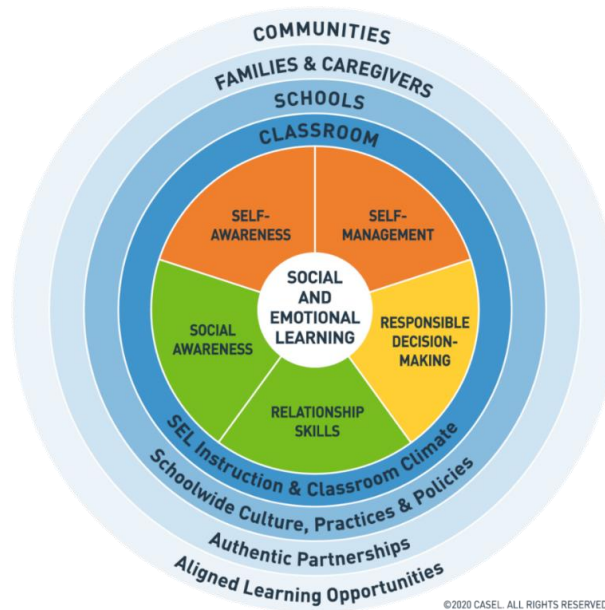 COMMUNITIES
FAMILIES & CAREGIVERS
SCHOOLS
CLASSROOM
SELF-
AWARENESS
SELF-
MANAGEMENT
SOCIAL
AND
EMOTIONAL
LEARNING
SOCIAL
AWARENESS
RESPONSIBLE
DECISION-
MAKING
RELATIONSHIP
SKILLS
SEL Instruction & Classroom Climate
Schoolwide Culture, Practices & Policies
Authentic Partnerships
Aligned Learning Opportunities
©2020 CASEL. ALL RIGHTS RESERVED